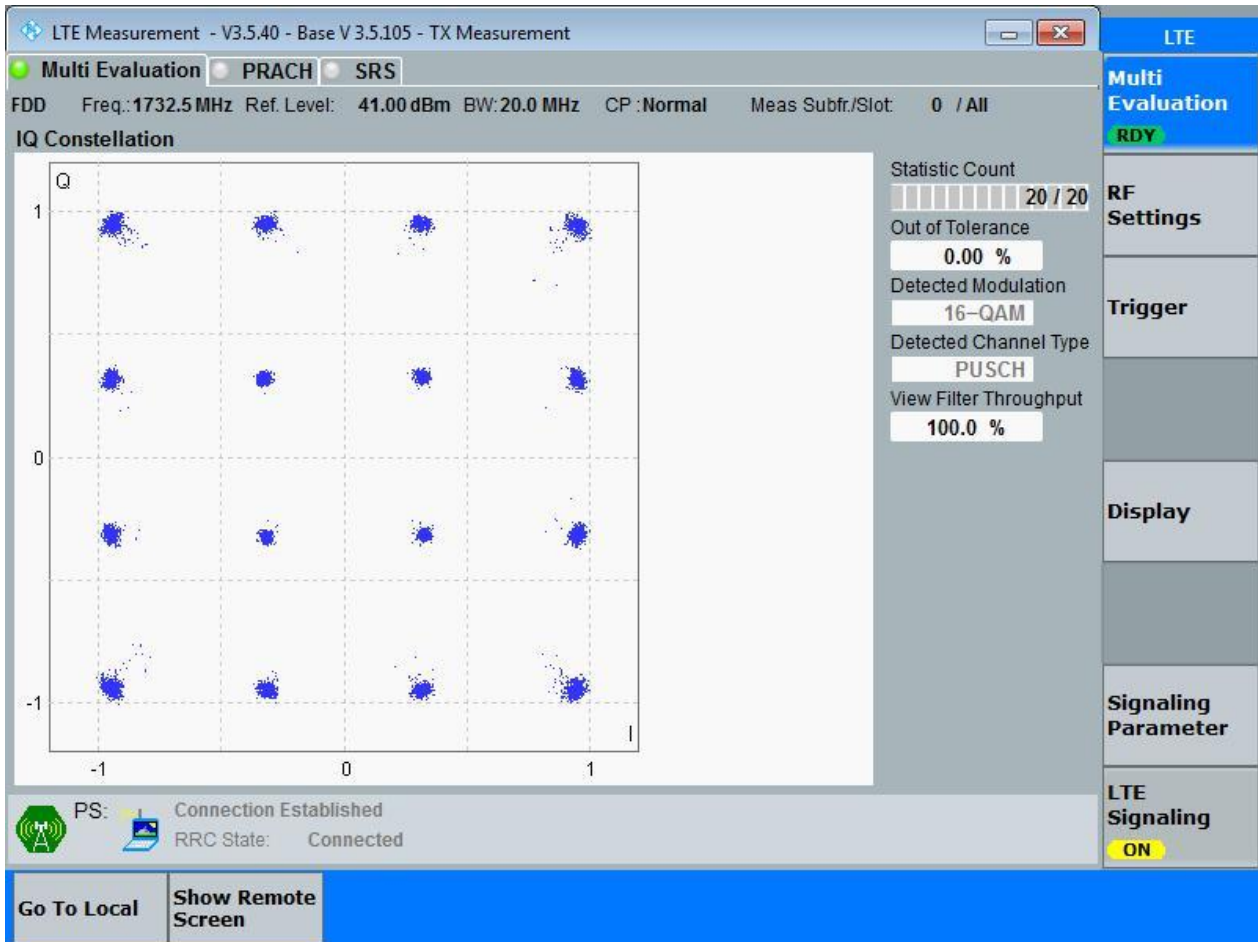 LTE Measurement - V3.5.40 - Base V 3.5.105 - TX Measurement
LTE
Multi Evaluation PRACH SRS
FDD Freq.: 1732.5 MHz Ref. Level: 41.00 dBm BW: 20.0 MHz CP : Normal Meas Subfr./Slot: 0 / All
IQ Constellation
Q
1
0
-1
-1 0 1
I
Statistic Count
20 / 20
Out of Tolerance
0.00 %
Detected Modulation
16-QAM
Detected Channel Type
PUSCH
View Filter Throughput
100.0 %
Multi
Evaluation
RDY
RF
Settings
Trigger
Display
Signaling
Parameter
LTE
Signaling
ON
PS: Connection Established
RRC State: Connected
Go To Local
Show Remote
Screen